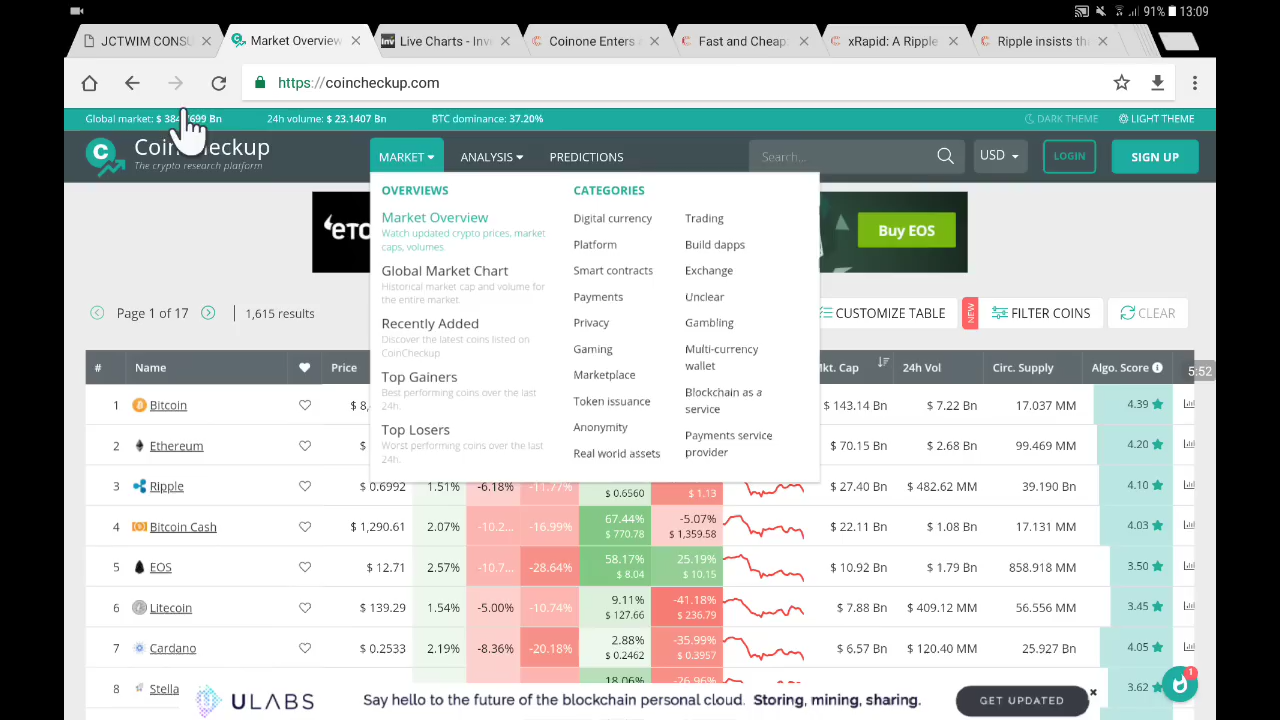 91% 13:09
JCTWIM CONSU
Market Overview
Live Charts - Inve
Coinone Enters a
Fast and Cheap:
xRapid: A Ripple
Ripple insists tha
https://coincheckup.com
Global market: $ 384 699 Bn 24h volume: $ 23.1407 Bn BTC dominance: 37.20% DARK THEME LIGHT THEME
CoinCheckup
The crypto research platform
MARKET ANALYSIS PREDICTIONS Search... USD LOGIN SIGN UP
OVERVIEWS
Market Overview
Watch updated crypto prices, market
caps, volumes.
Global Market Chart
Historical market cap and volume for
the entire market.
Recently Added
Discover the latest coins listed on
CoinCheckup
Top Gainers
Best performing coins over the last
24h.
Top Losers
Worst performing coins over the last
24h.
CATEGORIES
Digital currency
Platform
Smart contracts
Payments
Privacy
Gaming
Marketplace
Token issuance
Anonymity
Real world assets
Trading
Build dapps
Exchange
Unclear
Gambling
Multi-currency
wallet
Blockchain as a
service
Payments service
provider
Buy EOS
Page 1 of 17 1,615 results CUSTOMIZE TABLE NEW FILTER COINS CLEAR
# Name Price Mkt. Cap 24h Vol Circ. Supply Algo. Score
5:52
1 Bitcoin $ 8, $ 143.14 Bn $ 7.22 Bn 17.037 MM 4.39
2 Ethereum $ 70.15 Bn $ 2.68 Bn 99.469 MM 4.20
3 Ripple $ 0.6992 1.51% -6.18% -11.77% $ 0.6560 $ 1.13 $ 27.40 Bn $ 482.62 MM 39.190 Bn 4.10
4 Bitcoin Cash $ 1,290.61 2.07% -10.2... -16.99% 67.44% $ 770.78 -5.07% $ 1,359.58 $ 22.11 Bn $ 1.08 Bn 17.131 MM 4.03
5 EOS $ 12.71 2.57% -10.7... -28.64% 58.17% $ 8.04 25.19% $ 10.15 $ 10.92 Bn $ 1.79 Bn 858.918 MM 3.50
6 Litecoin $ 139.29 1.54% -5.00% -10.74% 9.11% $ 127.66 -41.18% $ 236.79 $ 7.88 Bn $ 409.12 MM 56.556 MM 3.45
7 Cardano $ 0.2533 2.19% -8.36% -20.18% 2.88% $ 0.2462 -35.99% $ 0.3957 $ 6.57 Bn $ 120.40 MM 25.927 Bn 4.05
8 Stella 18.06% -26.96% 3.62
1
ULABS Say hello to the future of the blockchain personal cloud. Storing, mining, sharing. GET UPDATED